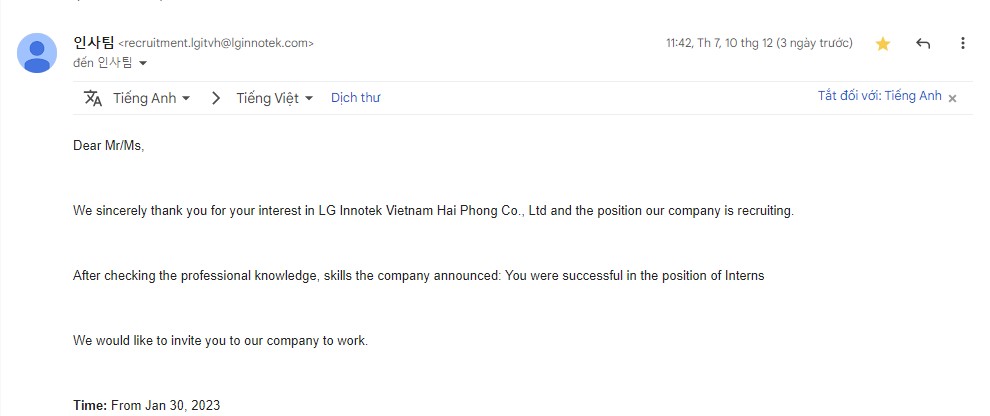 인사팀 <recruitment.lgitvh@lginnotek.com>
11:42, Th 7, 10 thg 12 (3 ngày trước)
đến 인사팀
Tiếng Anh > Tiếng Việt Dịch thư
Tắt đối với: Tiếng Anh ×
Dear Mr/Ms,
We sincerely thank you for your interest in LG Innotek Vietnam Hai Phong Co., Ltd and the position our company is recruiting.
After checking the professional knowledge, skills the company announced: You were successful in the position of Interns
We would like to invite you to our company to work.
Time: From Jan 30, 2023